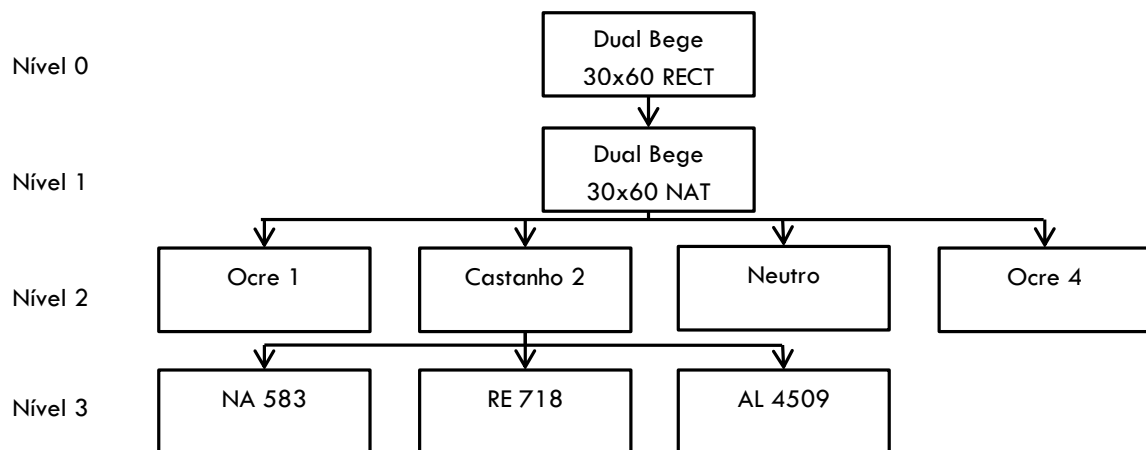 Nível 0
Dual Bege
30x60 RECT
Nível 1
Dual Bege
30x60 NAT
Nível 2
Ocre 1
Castanho 2
Neutro
Ocre 4
Nível 3
NA 583
RE 718
AL 4509